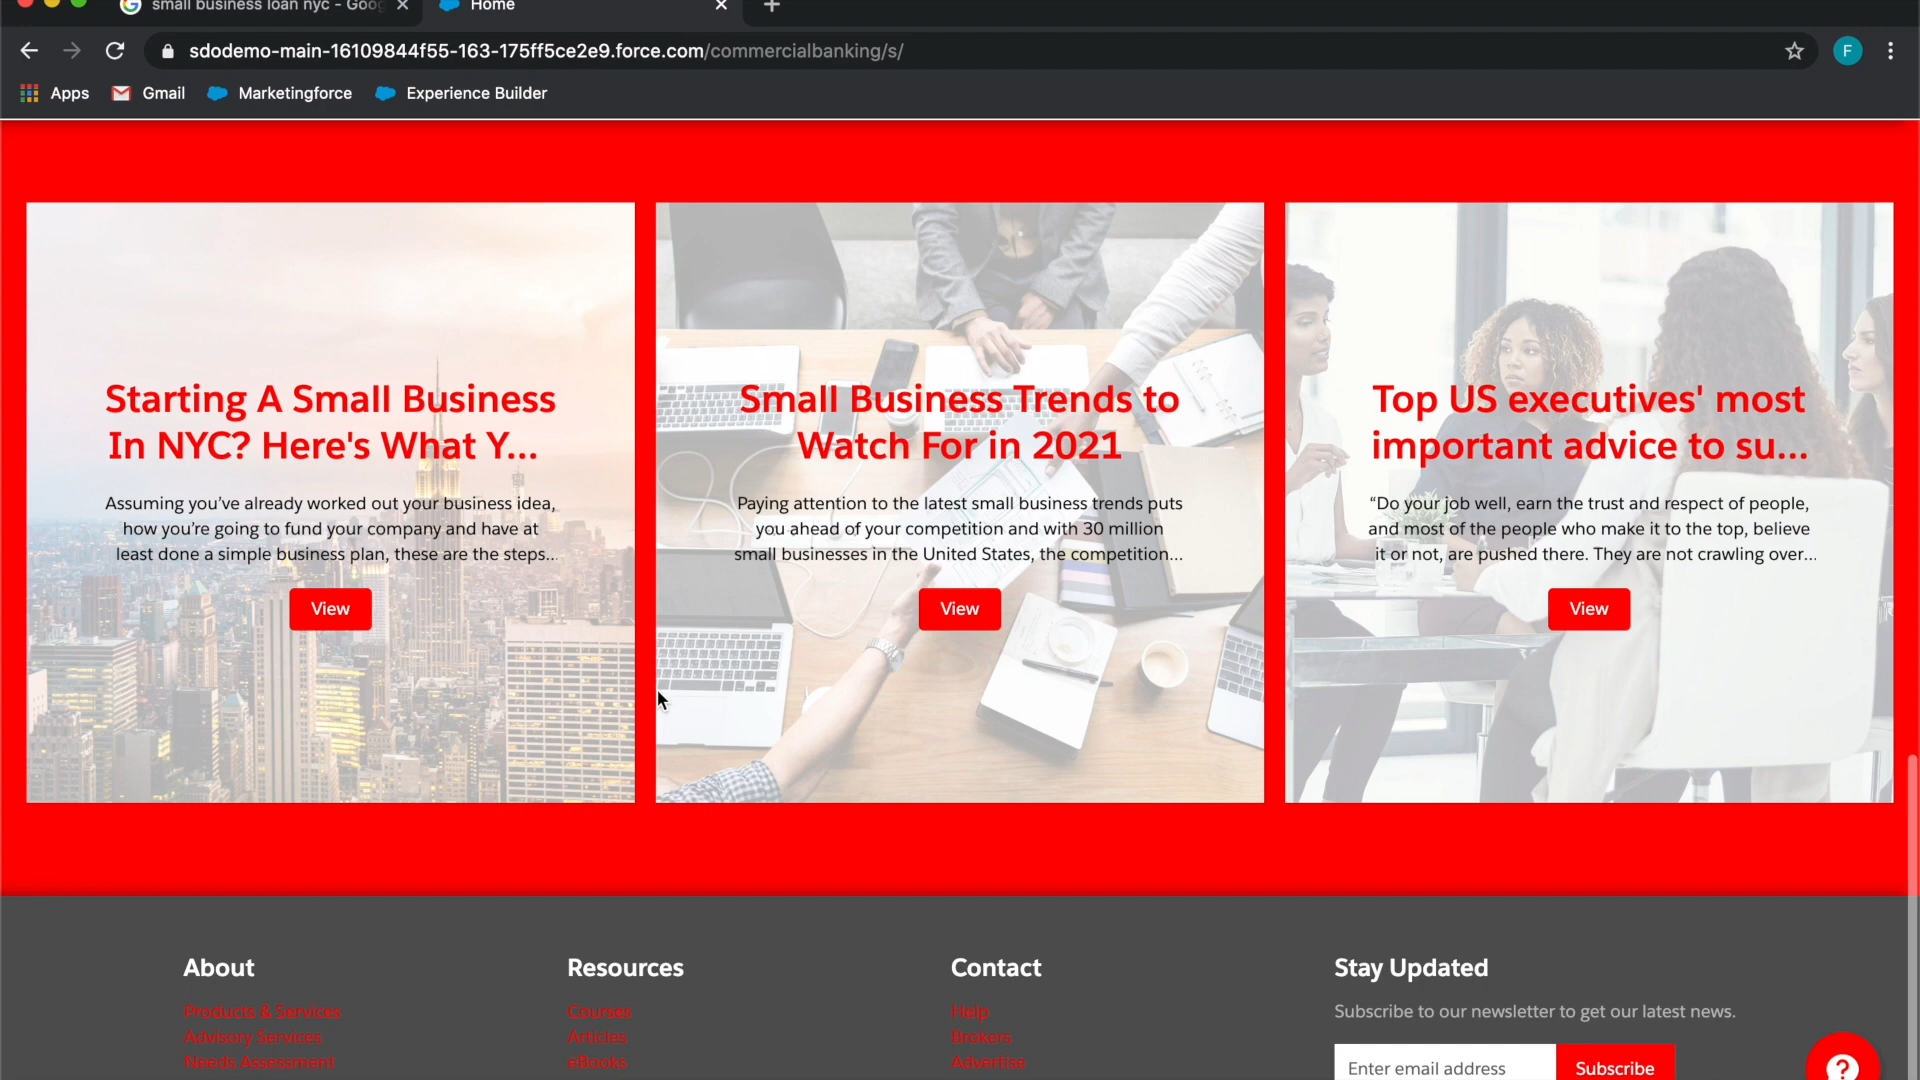 small business loan nyc - Goog
Home
sdodemo-main-16109844f55-163-175ff5ce2e9.force.com/commercialbanking/s/
F
Apps
Gmail
Marketingforce
Experience Builder
Starting A Small Business
In NYC? Here's What Y...
Assuming you've already worked out your business idea,
how you're going to fund your company and have at
least done a simple business plan, these are the steps...
View
Small Business Trends to
Watch For in 2021
Paying attention to the latest small business trends puts
you ahead of your competition and with 30 million
small businesses in the United States, the competition...
View
Top US executives' most
important advice to su...
“Do your job well, earn the trust and respect of people,
and most of the people who make it to the top, believe
it or not, are pushed there. They are not crawling over...
View
About
Products & Services
Advisory Services
Needs Assessment
Resources
Courses
Articles
eBooks
Contact
Help
Brokers
Advertise
Stay Updated
Subscribe to our newsletter to get our latest news.
Enter email address
Subscribe
?